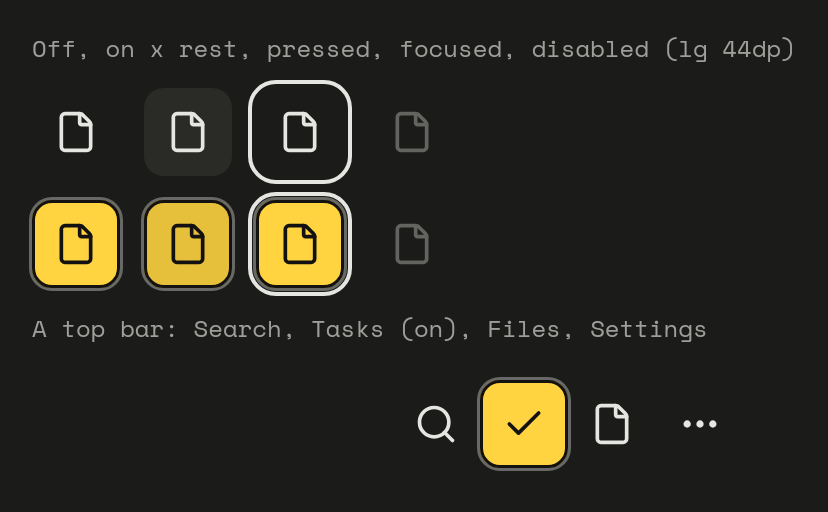 Off, on x rest, pressed, focused, disabled (lg 44dp)
A top bar: Search, Tasks (on), Files, Settings